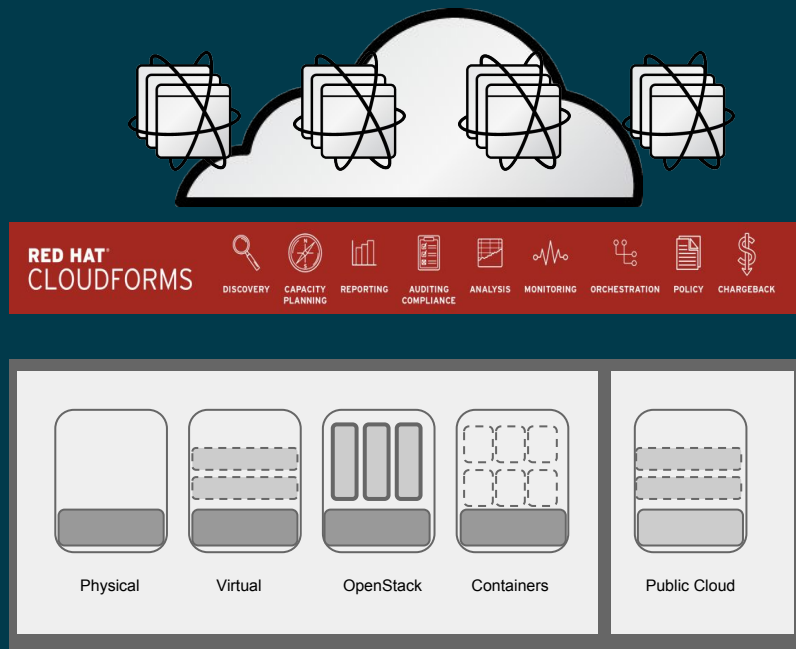 RED HAT®
CLOUDFORMS
DISCOVERY
CAPACITY
PLANNING
REPORTING
AUDITING
COMPLIANCE
ANALYSIS
MONITORING
ORCHESTRATION
POLICY
CHARGEBACK
Physical
Virtual
OpenStack
Containers
Public Cloud